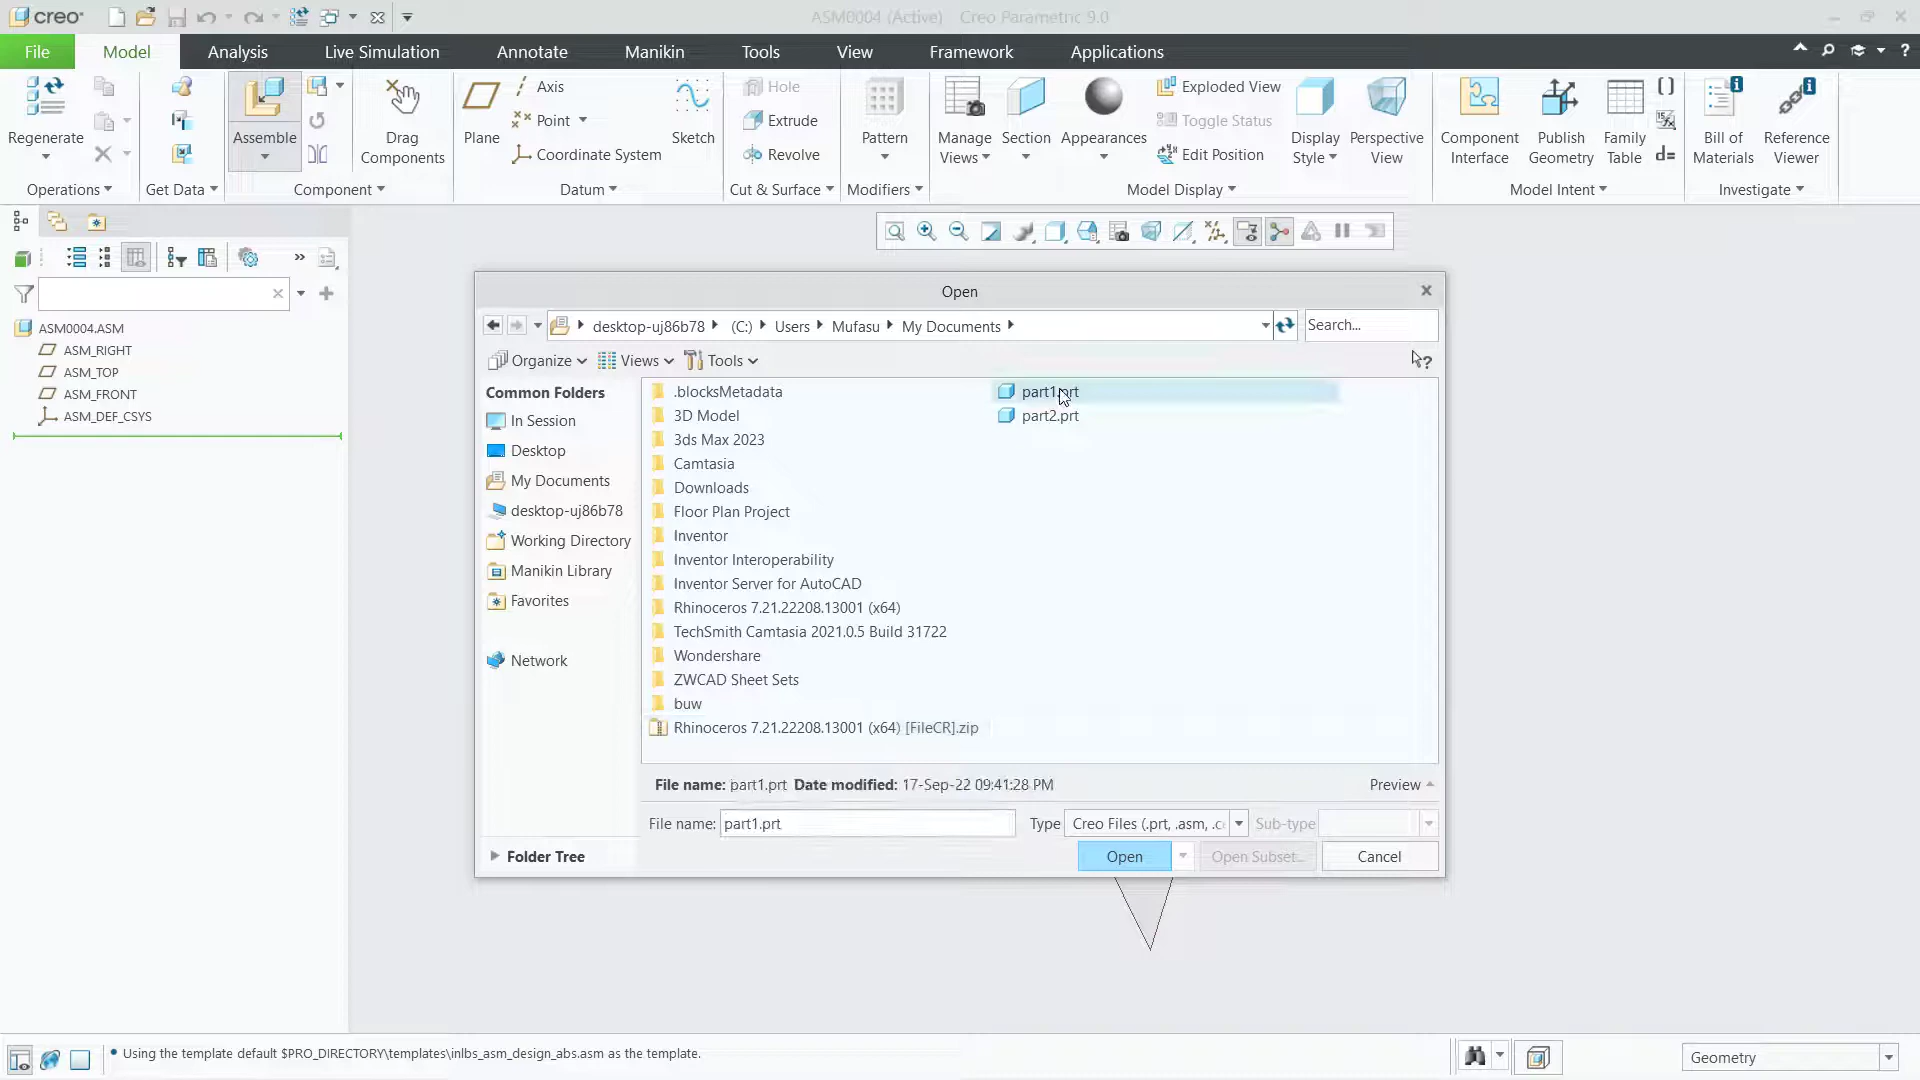 creo
ASM0004 (Active) Creo Parametric 9.0
File Model Analysis Live Simulation Annotate Manikin Tools View Framework Applications ?
Regenerate
Assemble
Drag Components
Plane
Axis
Point
Coordinate System
Sketch
Hole
Extrude
Revolve
Pattern
Manage Views
Section
Appearances
Exploded View
Toggle Status
Edit Position
Display Style
Perspective View
Component Interface
Publish Geometry
Family Table
Bill of Materials
Reference Viewer
Operations Get Data Component Datum Cut & Surface Modifiers Model Display Model Intent Investigate
ASM0004.ASM
ASM_RIGHT
ASM_TOP
ASM_FRONT
ASM_DEF_CSYS
Open
desktop-uj86b78 (C:) Users Mufasu My Documents
Search...
Organize Views Tools
Common Folders
In Session
Desktop
My Documents
desktop-uj86b78
Working Directory
Manikin Library
Favorites
Network
.blocksMetadata
3D Model
3ds Max 2023
Camtasia
Downloads
Floor Plan Project
Inventor
Inventor Interoperability
Inventor Server for AutoCAD
Rhinoceros 7.21.22208.13001 (x64)
TechSmith Camtasia 2021.0.5 Build 31722
Wondershare
ZWCAD Sheet Sets
buw
Rhinoceros 7.21.22208.13001 (x64) [FileCR].zip
part1.prt
part2.prt
File name: part1.prt Date modified: 17-Sep-22 09:41:28 PM
Preview
File name: part1.prt
Type Creo Files (.prt, .asm, .c
Sub-type
Folder Tree
Open
Open Subset...
Cancel
Using the template default $PRO_DIRECTORY\templates\inlbs_asm_design_abs.asm as the template.
Geometry